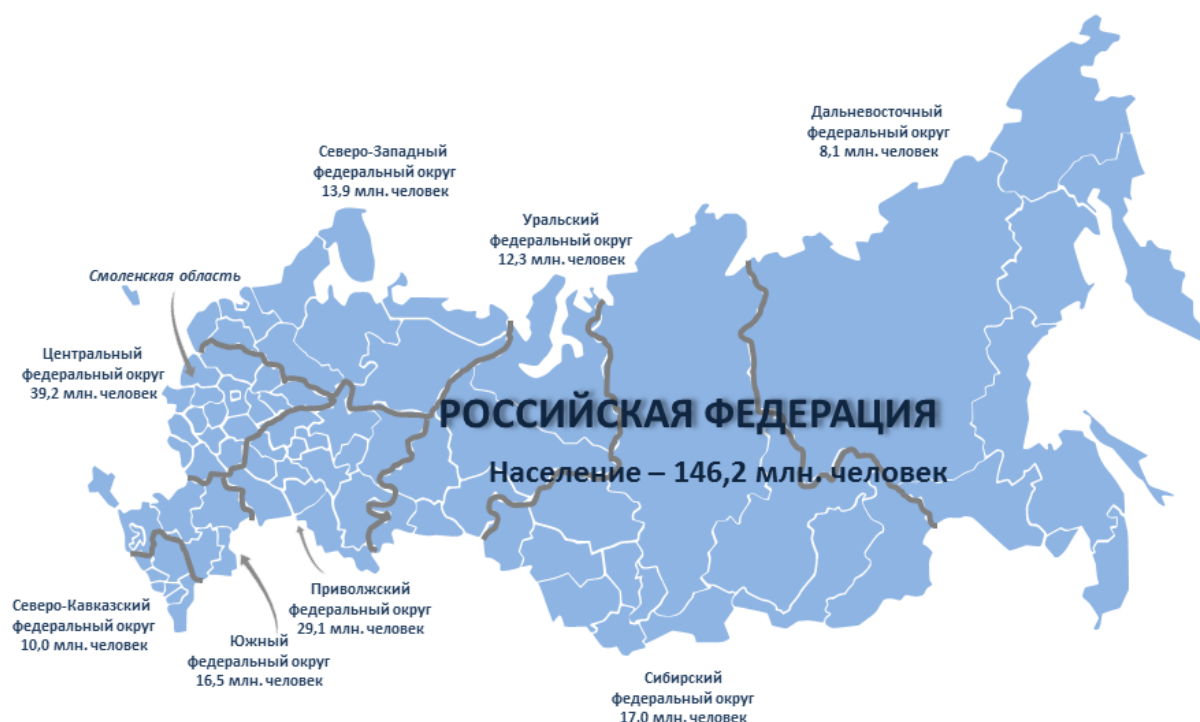 Дальневосточный
федеральный округ
8,1 млн. человек
Северо-Западный
федеральный округ
13,9 млн. человек
Уральский
федеральный округ
12,3 млн. человек
Смоленская область
Центральный
федеральный округ
39,2 млн. человек
РОССИЙСКАЯ ФЕДЕРАЦИЯ
Население – 146,2 млн. человек
Приволжский
федеральный округ
29,1 млн. человек
Северо-Кавказский
федеральный округ
10,0 млн. человек
Южный
федеральный округ
16,5 млн. человек
Сибирский
федеральный округ
17,0 млн. человек